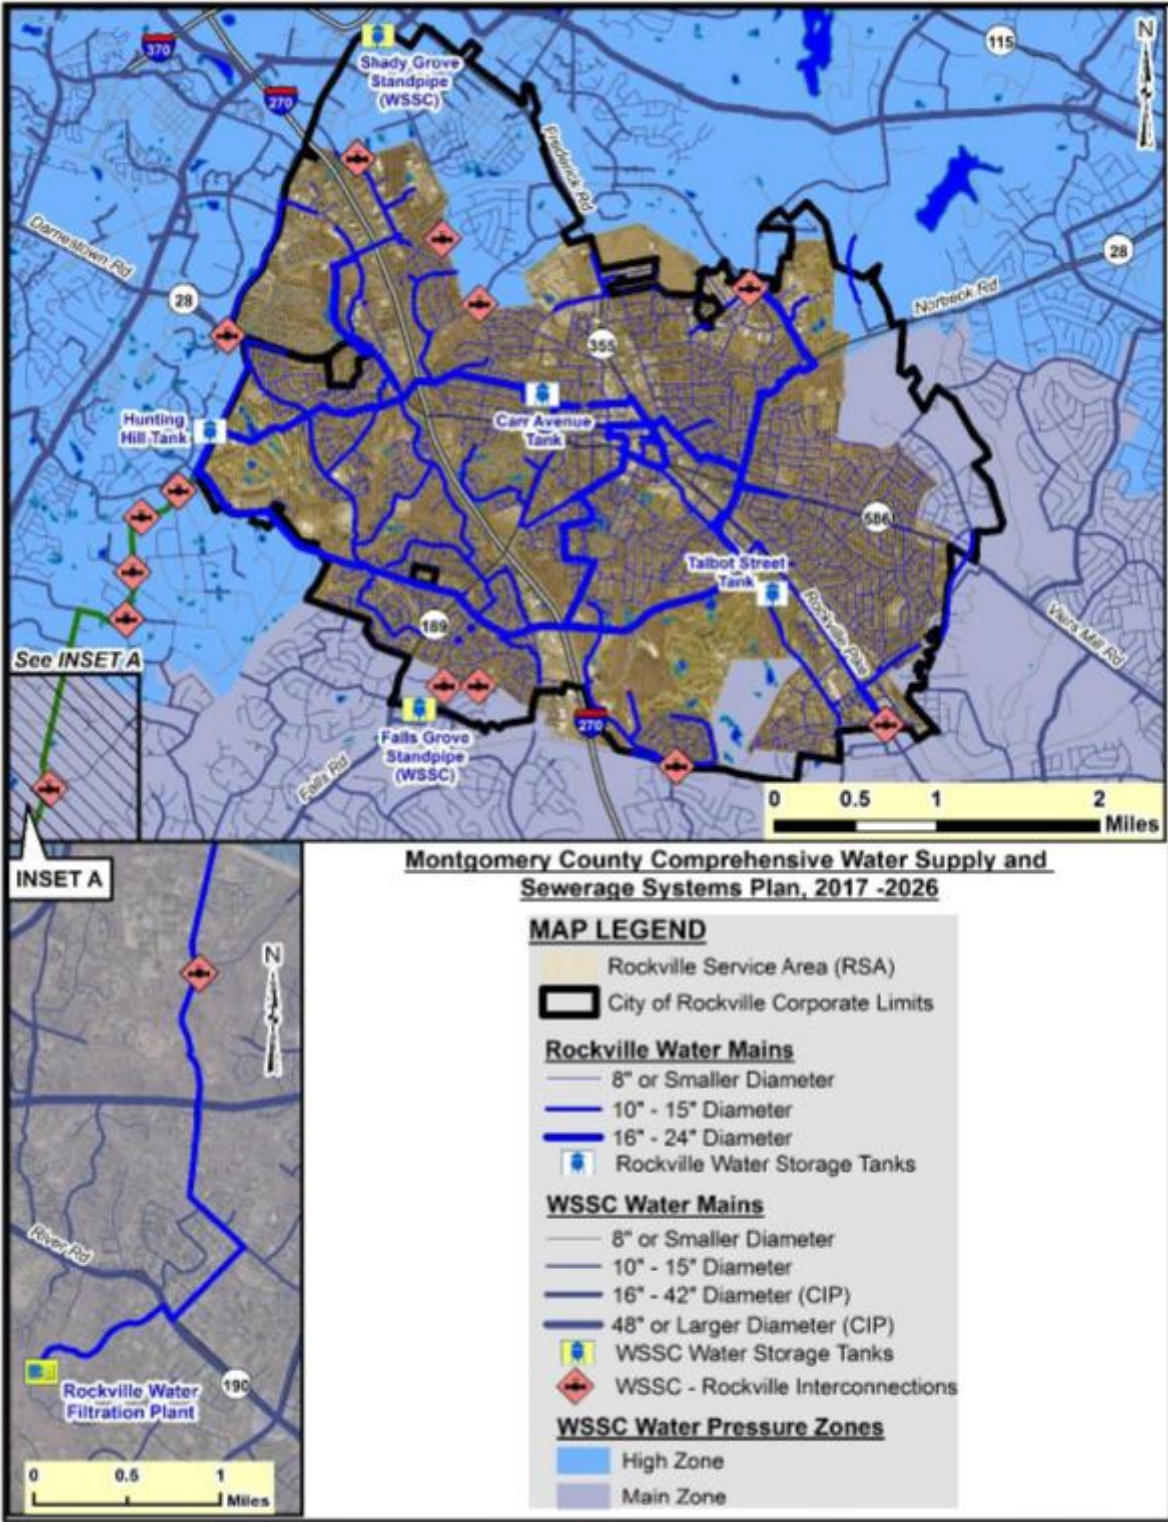 370
270
Shady Grove
Standpipe
(WSSC)
115
N
Frederick Rd
Darnestown Rd
28
28
Norbeck Rd
355
Hunting
Hill Tank
Carr Avenue
Tank
586
Talbot Street
Tank
Rockville Pike
Veirs Mill Rd
189
See INSET A
270
Falls Grove
Standpipe
(WSSC)
Falls Rd
0 0.5 1 2
Miles
INSET A
N
River Rd
190
Rockville Water
Filtration Plant
0 0.5 1
Miles
Montgomery County Comprehensive Water Supply and
Sewerage Systems Plan, 2017 -2026
MAP LEGEND
Rockville Service Area (RSA)
City of Rockville Corporate Limits
Rockville Water Mains
8" or Smaller Diameter
10" - 15" Diameter
16" - 24" Diameter
Rockville Water Storage Tanks
WSSC Water Mains
8" or Smaller Diameter
10" - 15" Diameter
16" - 42" Diameter (CIP)
48" or Larger Diameter (CIP)
WSSC Water Storage Tanks
WSSC - Rockville Interconnections
WSSC Water Pressure Zones
High Zone
Main Zone